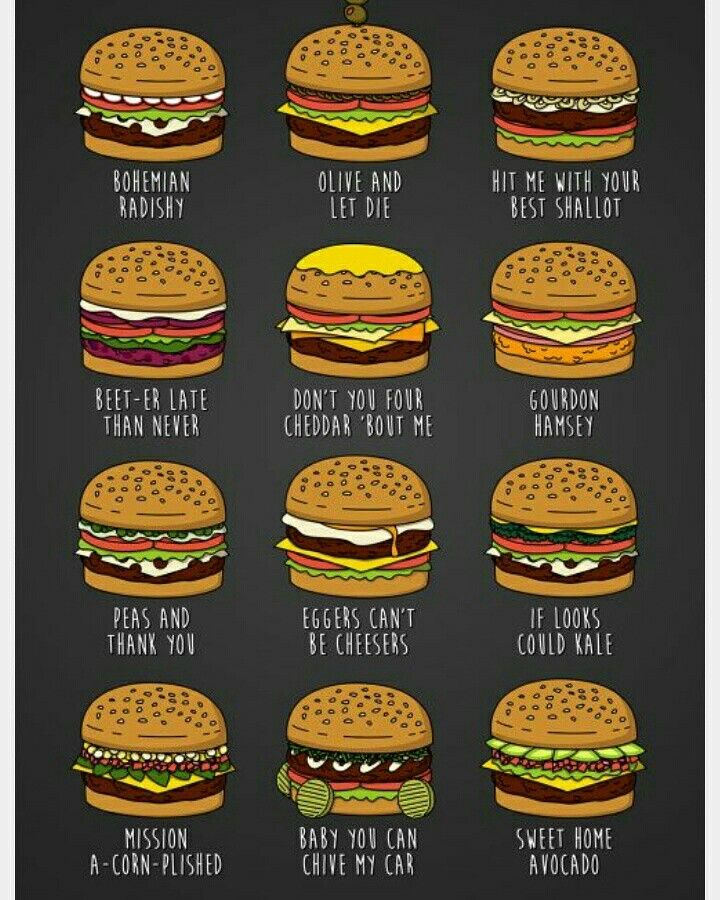 BOHEMIAN
RADISHY
OLIVE AND
LET DIE
HIT ME WITH YOUR
BEST SHALLOT
BEET-ER LATE
THAN NEVER
DON'T YOU FOUR
CHEDDAR 'BOUT ME
GOURDON
HAMSEY
PEAS AND
THANK YOU
EGGERS CAN'T
BE CHEESERS
IF LOOKS
COULD KALE
MISSION
A-CORN-PLISHED
BABY YOU CAN
CHIVE MY CAR
SWEET HOME
AVOCADO